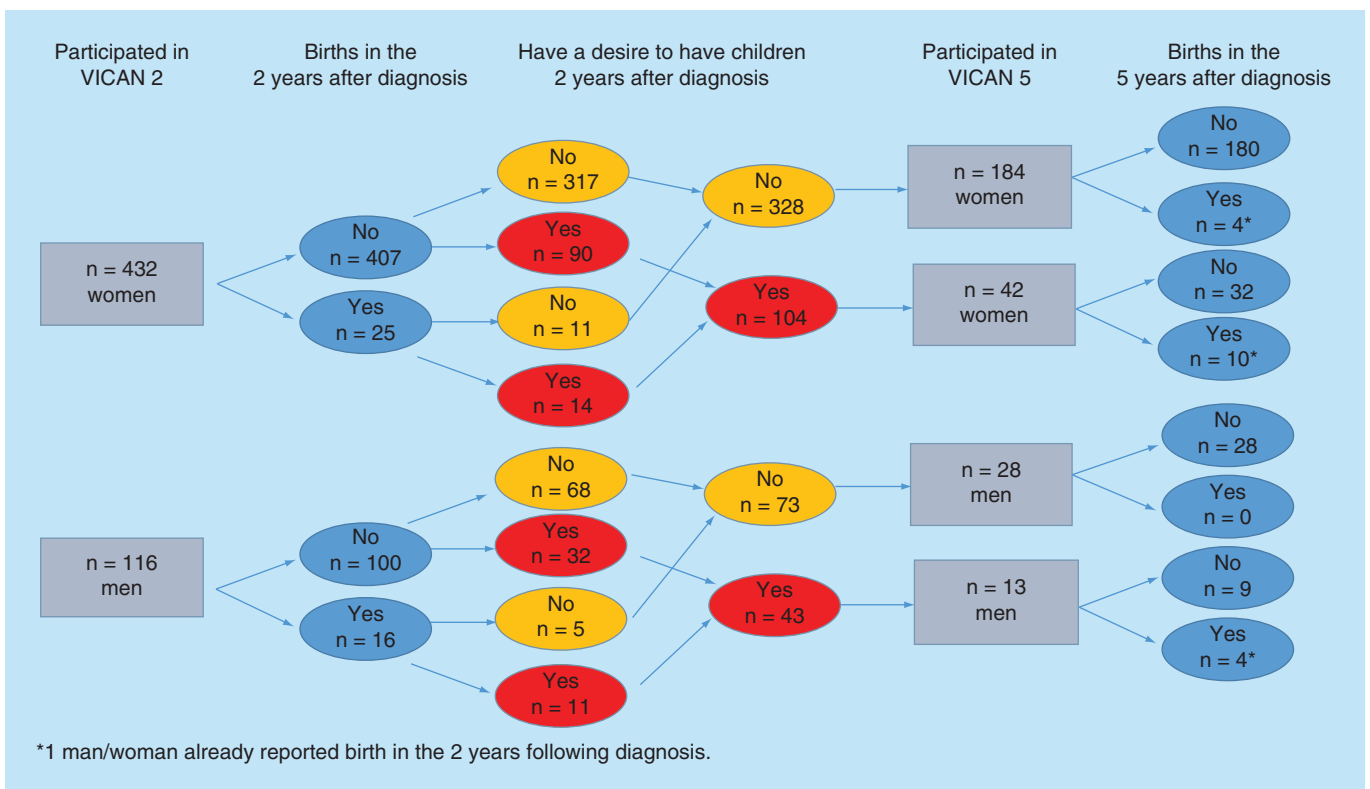 Participated in
VICAN 2
Births in the
2 years after diagnosis
Have a desire to have children
2 years after diagnosis
Participated in
VICAN 5
Births in the
5 years after diagnosis
n = 432
women
No
n = 407
Yes
n = 25
No
n = 317
Yes
n = 90
No
n = 11
Yes
n = 14
No
n = 328
Yes
n = 104
n = 184
women
n = 42
women
No
n = 180
Yes
n = 4*
No
n = 32
Yes
n = 10*
n = 116
men
No
n = 100
Yes
n = 16
No
n = 68
Yes
n = 32
No
n = 5
Yes
n = 11
No
n = 73
Yes
n = 43
n = 28
men
n = 13
men
No
n = 28
Yes
n = 0
No
n = 9
Yes
n = 4*
*1 man/woman already reported birth in the 2 years following diagnosis.